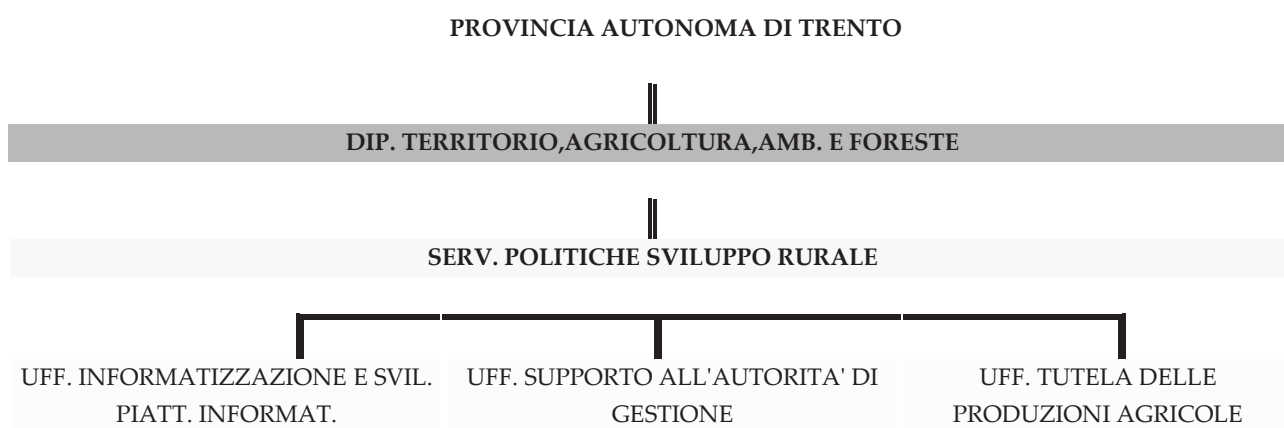 PROVINCIA AUTONOMA DI TRENTO
DIP. TERRITORIO,AGRICOLTURA,AMB. E FORESTE
SERV. POLITICHE SVILUPPO RURALE
UFF. INFORMATIZZAZIONE E SVIL.
PIATT. INFORMAT.
UFF. SUPPORTO ALL'AUTORITA' DI
GESTIONE
UFF. TUTELA DELLE
PRODUZIONI AGRICOLE